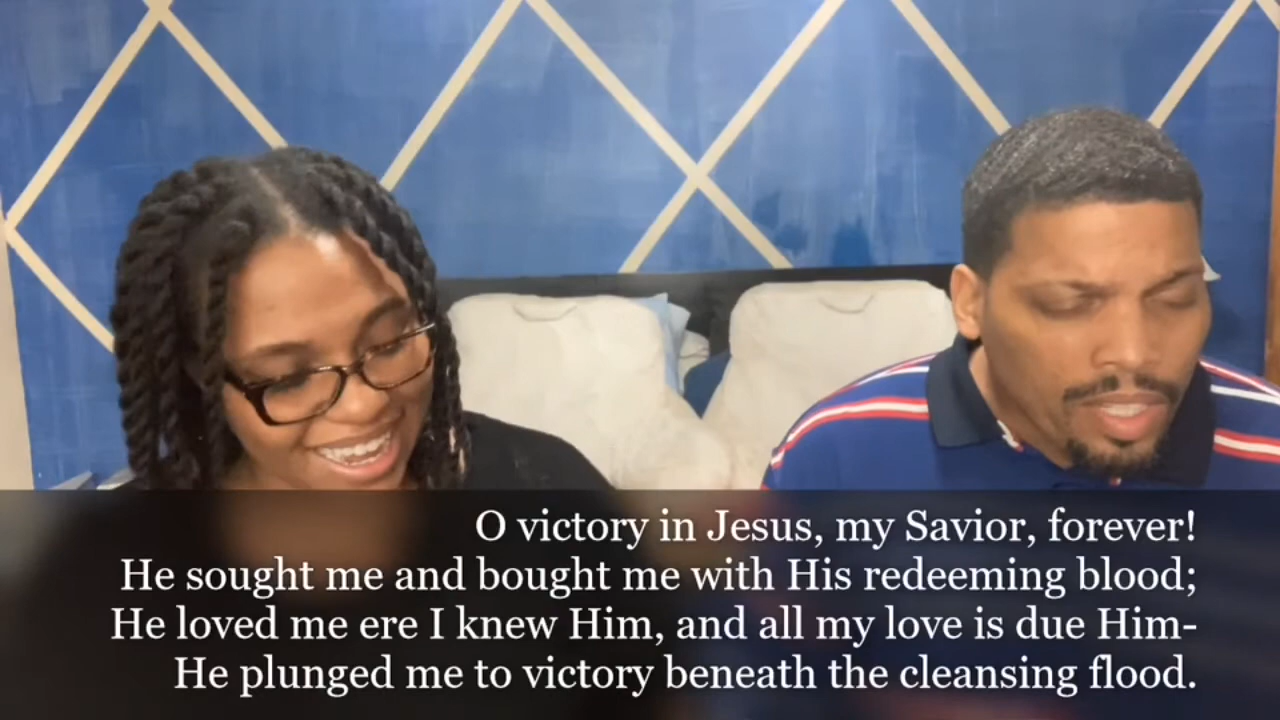 O victory in Jesus, my Savior, forever!
He sought me and bought me with His redeeming blood;
He loved me ere I knew Him, and all my love is due Him-
He plunged me to victory beneath the cleansing flood.